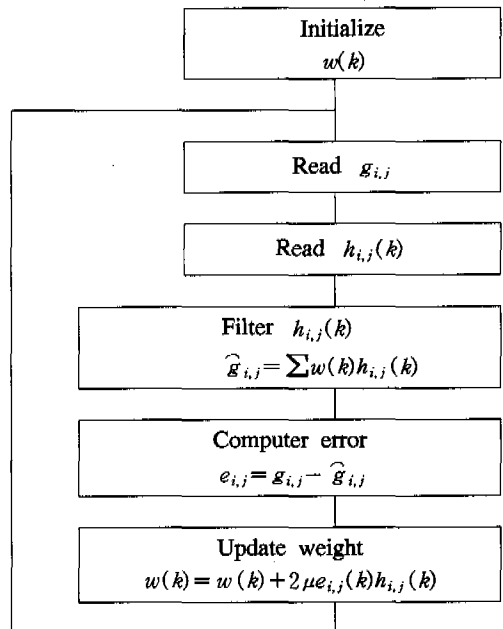 Initialize
w(k)
Read g_{i,j}
Read h_{i,j}(k)
Filter h_{i,j}(k)
ĝ_{i,j} = ∑w(k)h_{i,j}(k)
Computer error
e_{i,j} = g_{i,j} − ĝ_{i,j}
Update weight
w(k) = w(k) + 2μe_{i,j}(k)h_{i,j}(k)